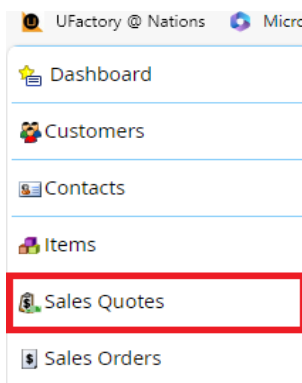 UFactory @ Nations
Dashboard
Customers
Contacts
Items
Sales Quotes
Sales Orders